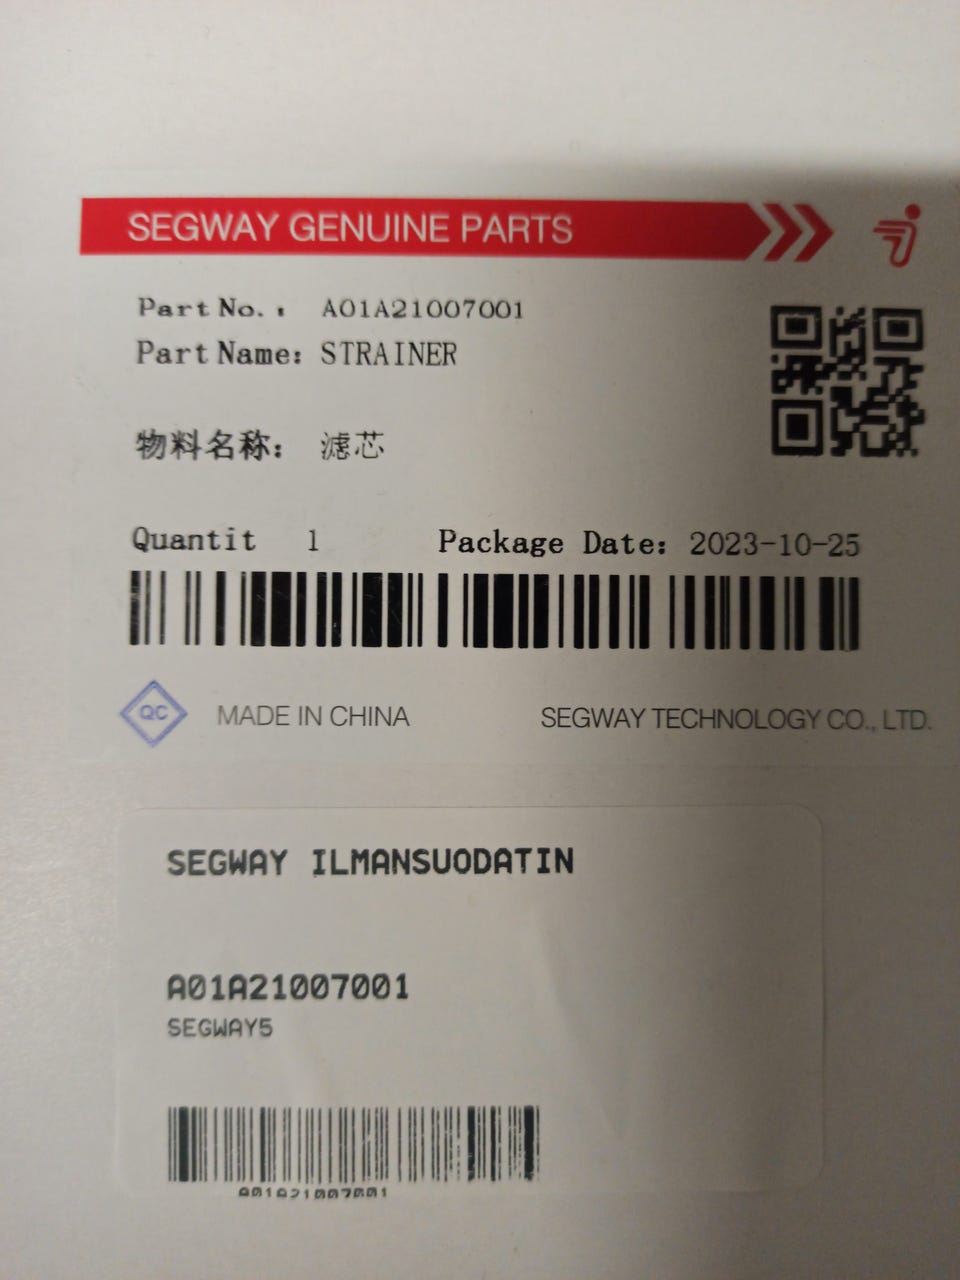 SEGWAY GENUINE PARTS
Part No.: A01A21007001
Part Name: STRAINER
物料名称: 滤芯
Quantit 1 Package Date: 2023-10-25
QC MADE IN CHINA SEGWAY TECHNOLOGY CO., LTD.
SEGWAY ILMANSUODATIN
A01A21007001
SEGWAY5
A01A21007001